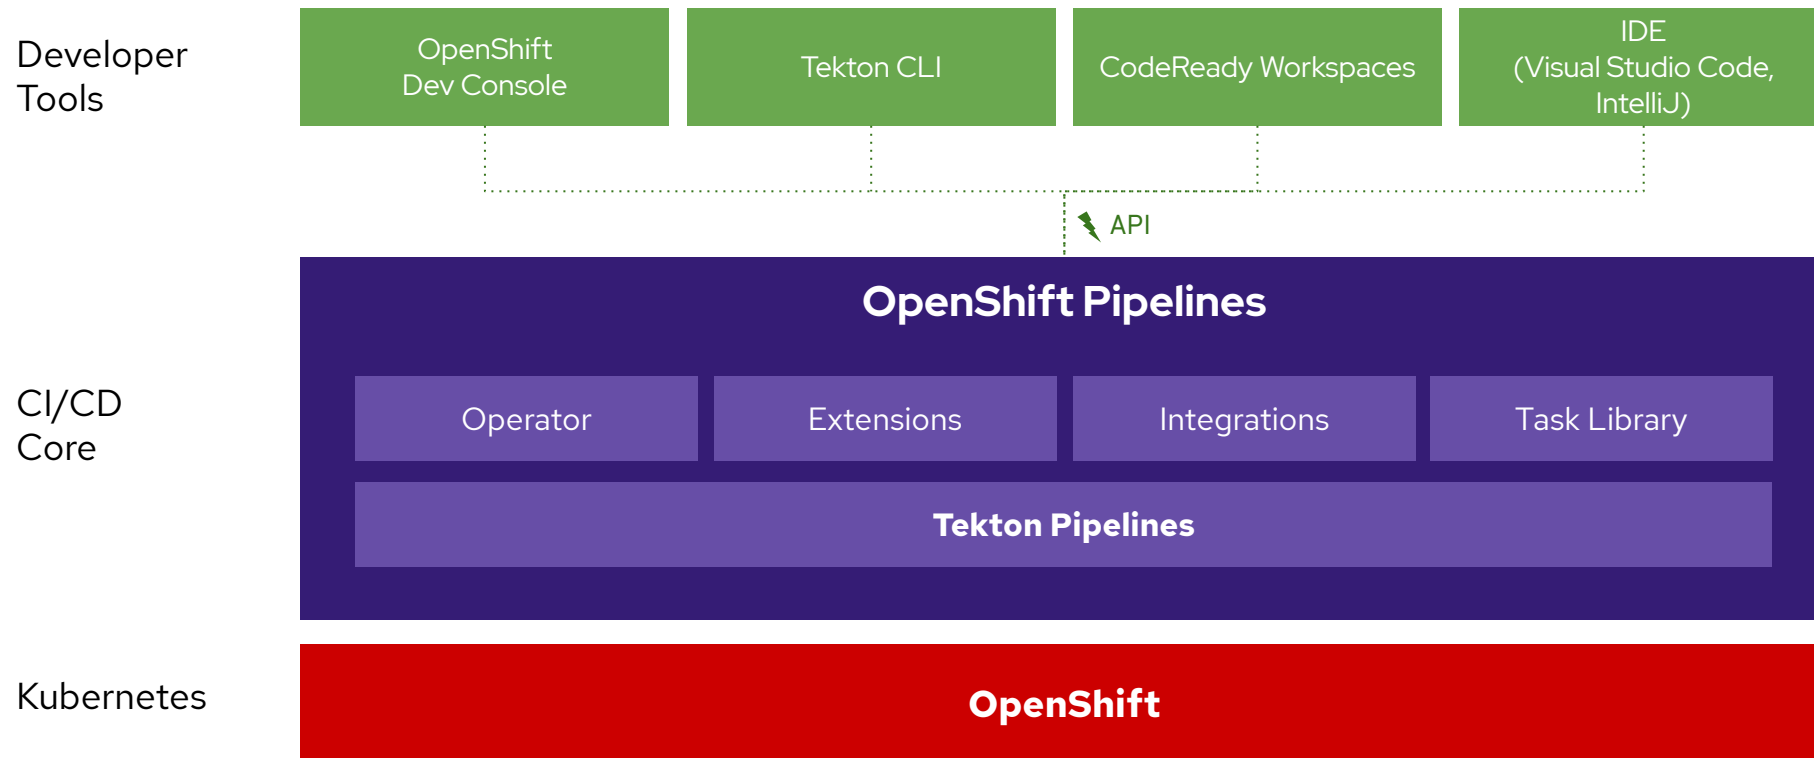 Developer
Tools
OpenShift
Dev Console
Tekton CLI
CodeReady Workspaces
IDE
(Visual Studio Code,
IntelliJ)
API
OpenShift Pipelines
CI/CD
Core
Operator
Extensions
Integrations
Task Library
Tekton Pipelines
Kubernetes
OpenShift